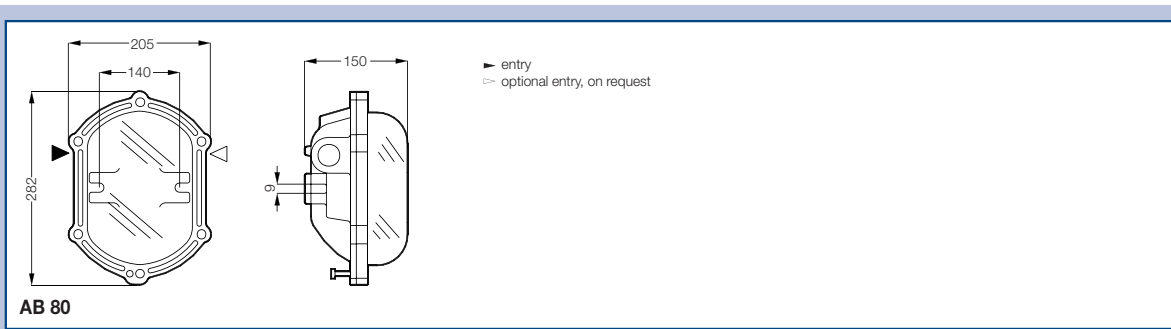 205
140
282
150
9
► entry
▻ optional entry, on request
AB 80